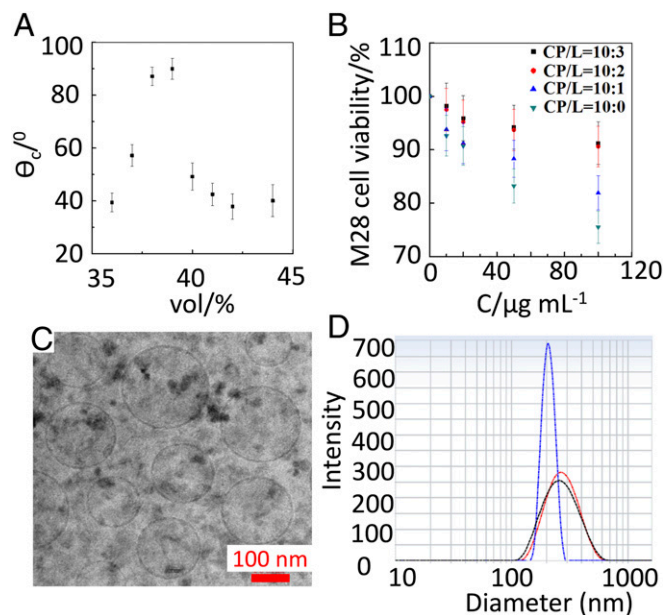 A
100
80
60
40
20
35
40
45
Θc/⁰
vol/%
B
CP/L=10:3
CP/L=10:2
CP/L=10:1
CP/L=10:0
110
100
90
80
70
0
40
80
120
M28 cell viability/%
C/µg mL⁻¹
C
100 nm
D
700
600
500
400
300
200
100
0
10
100
1000
Intensity
Diameter (nm)